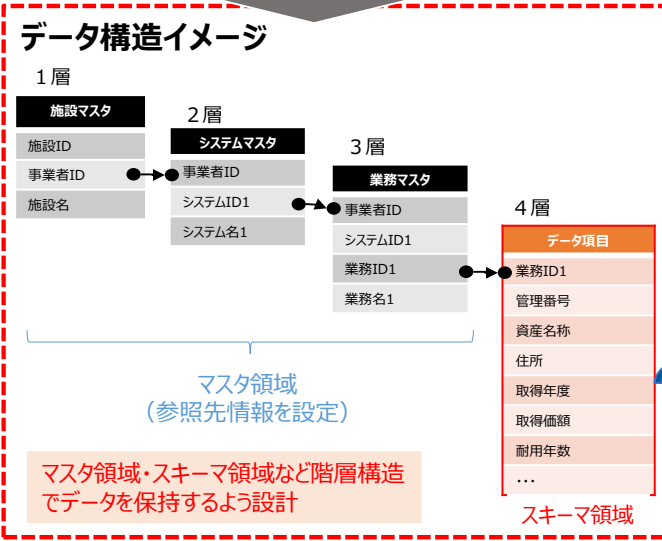 データ構造イメージ
１層
施設マスタ
施設ID
事業者ID
施設名
２層
システムマスタ
事業者ID
システムID1
システム名1
３層
業務マスタ
事業者ID
システムID1
業務ID1
業務名1
４層
データ項目
業務ID1
管理番号
資産名称
住所
取得年度
取得価額
耐用年数
…
マスタ領域
（参照先情報を設定）
マスタ領域・スキーマ領域など階層構造
でデータを保持するよう設計
スキーマ領域